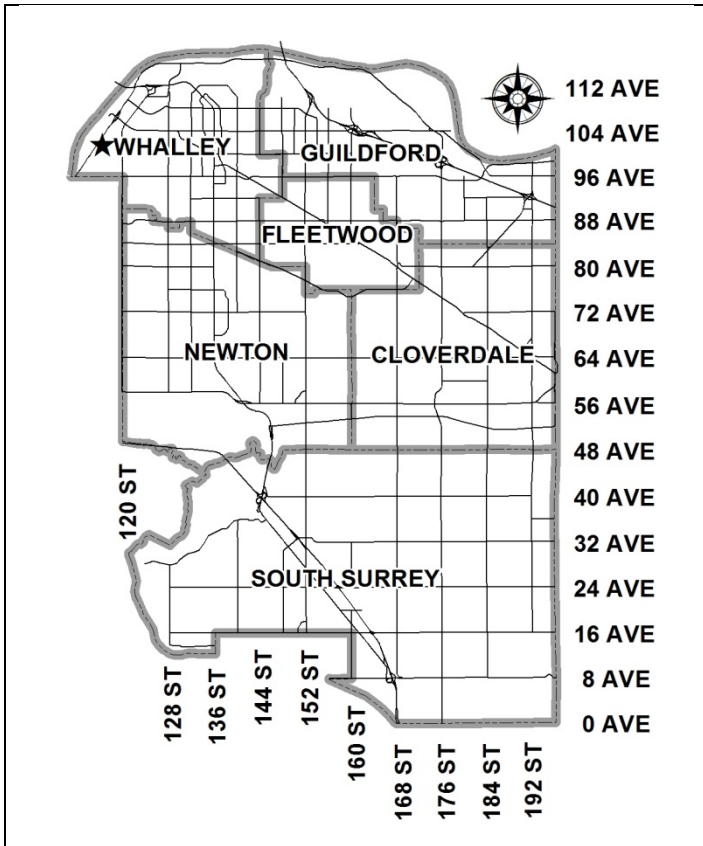 112 AVE
104 AVE
WHALLEY
GUILDFORD
96 AVE
88 AVE
FLEETWOOD
80 AVE
72 AVE
NEWTON
CLOVERDALE
64 AVE
56 AVE
48 AVE
120 ST
40 AVE
32 AVE
SOUTH SURREY
24 AVE
16 AVE
8 AVE
0 AVE
128 ST
136 ST
144 ST
152 ST
160 ST
168 ST
176 ST
184 ST
192 ST